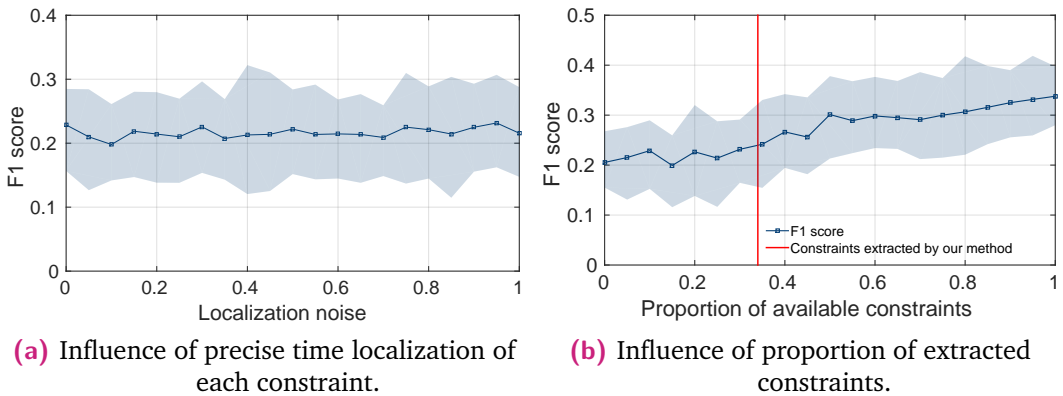 0.4
0.3
0.2
0.1
0
0
0.2
0.4
0.6
0.8
1
F1 score
Localization noise
(a) Influence of precise time localization of
each constraint.
0.5
0.4
0.3
0.2
0.1
0
0
0.2
0.4
0.6
0.8
1
F1 score
F1 score
Constraints extracted by our method
Proportion of available constraints
(b) Influence of proportion of extracted
constraints.